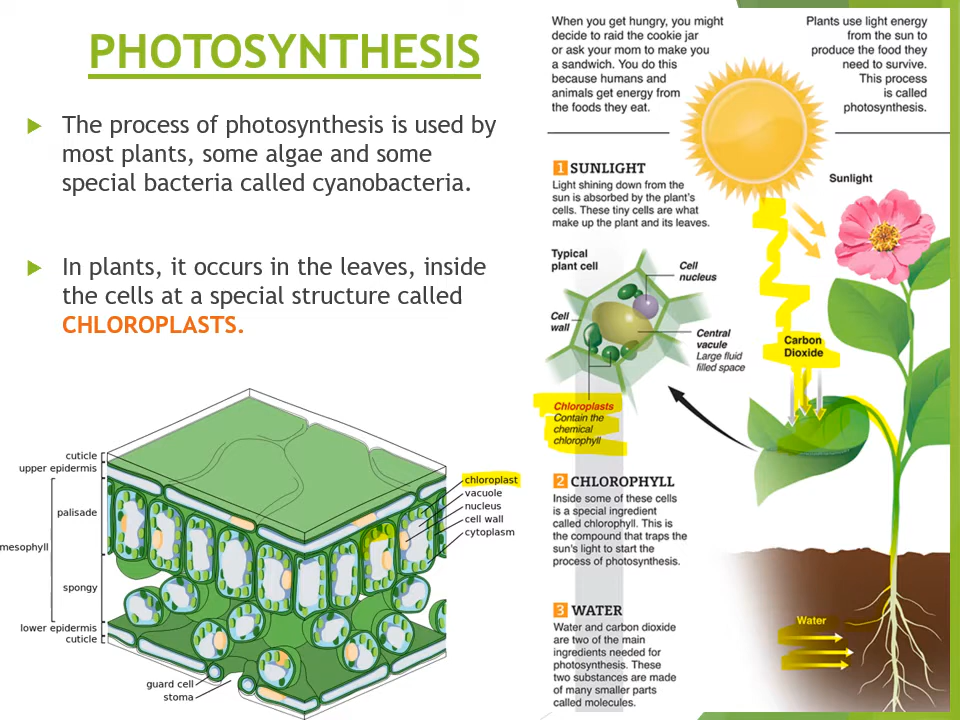 PHOTOSYNTHESIS
The process of photosynthesis is used by
most plants, some algae and some
special bacteria called cyanobacteria.
In plants, it occurs in the leaves, inside
the cells at a special structure called
CHLOROPLASTS.
cuticle
upper epidermis
palisade
mesophyll
spongy
lower epidermis
cuticle
guard cell
stoma
chloroplast
vacuole
nucleus
cell wall
cytoplasm
When you get hungry, you might
decide to raid the cookie jar
or ask your mom to make you
a sandwich. You do this
because humans and
animals get energy from
the foods they eat.
Plants use light energy
from the sun to
produce the food they
need to survive.
This process
is called
photosynthesis.
1 SUNLIGHT
Light shining down from the
sun is absorbed by the plant's
cells. These tiny cells are what
make up the plant and its leaves.
Sunlight
Typical
plant cell
Cell
nucleus
Cell
wall
Central
vacule
Large fluid
filled space
Carbon
Dioxide
Chloroplasts
Contain the
chemical
chlorophyll
2 CHLOROPHYLL
Inside some of these cells
is a special ingredient
called chlorophyll. This is
the compound that traps the
sun's light to start the
process of photosynthesis.
3 WATER
Water and carbon dioxide
are two of the main
ingredients needed for
photosynthesis. These
two substances are made
of many smaller parts
called molecules.
Water